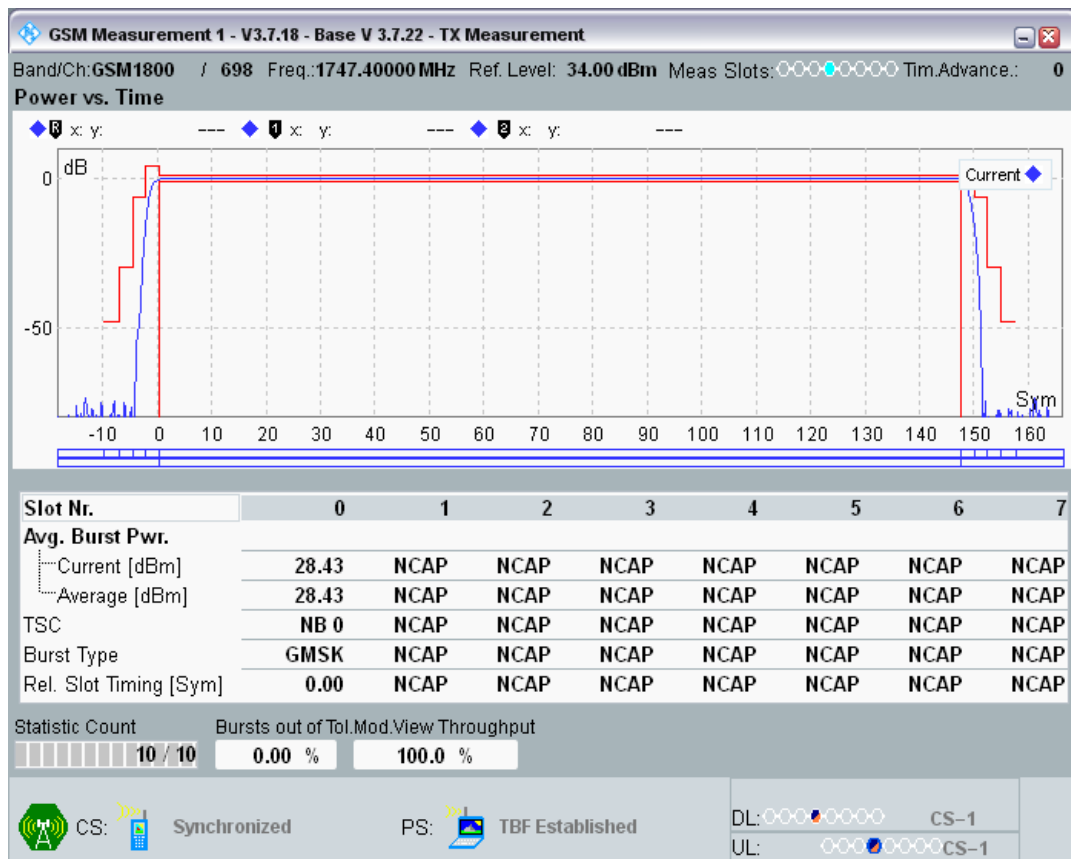 GSM Measurement 1 - V3.7.18 - Base V 3.7.22 - TX Measurement
Band/Ch:GSM1800 / 698 Freq.:1747.40000 MHz Ref. Level: 34.00 dBm Meas Slots: Tim.Advance.: 0
Power vs. Time
R x: y: --- 1 x: y: --- 2 x: y: ---
dB
Current
0
-50
Sym
-10 0 10 20 30 40 50 60 70 80 90 100 110 120 130 140 150 160
Slot Nr. 0 1 2 3 4 5 6 7
Avg. Burst Pwr.
Current [dBm] 28.43 NCAP NCAP NCAP NCAP NCAP NCAP NCAP
Average [dBm] 28.43 NCAP NCAP NCAP NCAP NCAP NCAP NCAP
TSC NB 0 NCAP NCAP NCAP NCAP NCAP NCAP NCAP
Burst Type GMSK NCAP NCAP NCAP NCAP NCAP NCAP NCAP
Rel. Slot Timing [Sym] 0.00 NCAP NCAP NCAP NCAP NCAP NCAP NCAP
Statistic Count Bursts out of Tol. Mod.View Throughput
10 / 10 0.00 % 100.0 %
CS: Synchronized PS: TBF Established DL: CS-1
UL: CS-1